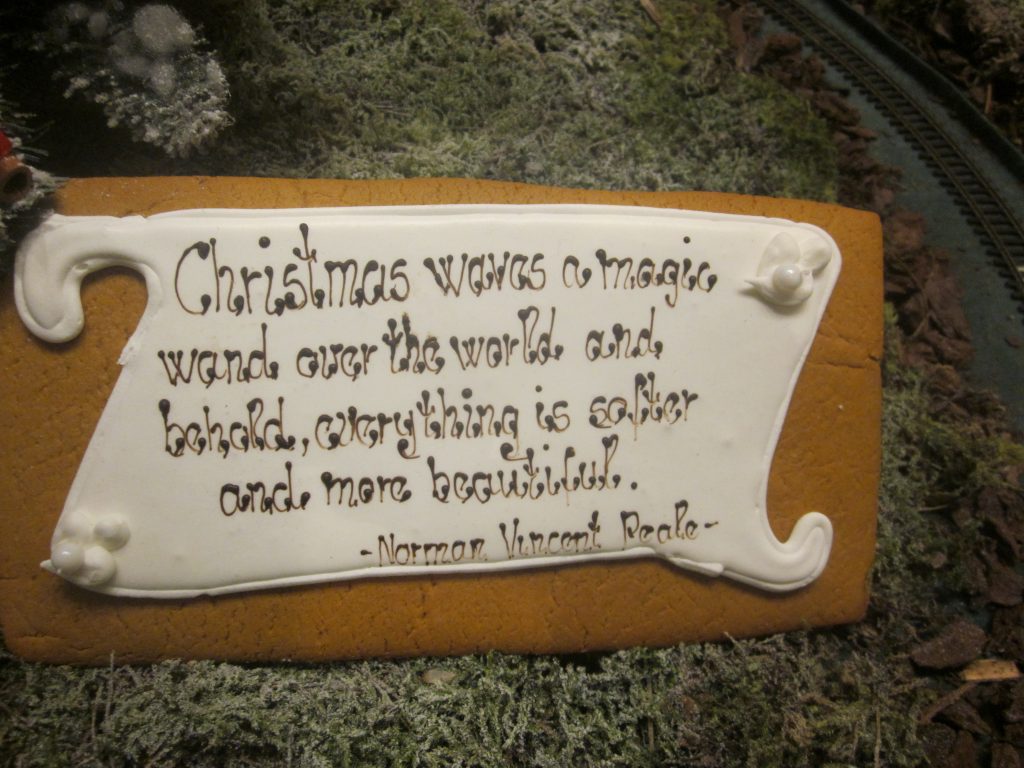 Christmas waves a magic
wand over the world and
behold, everything is softer
and more beautiful.
-Norman Vincent Peale-